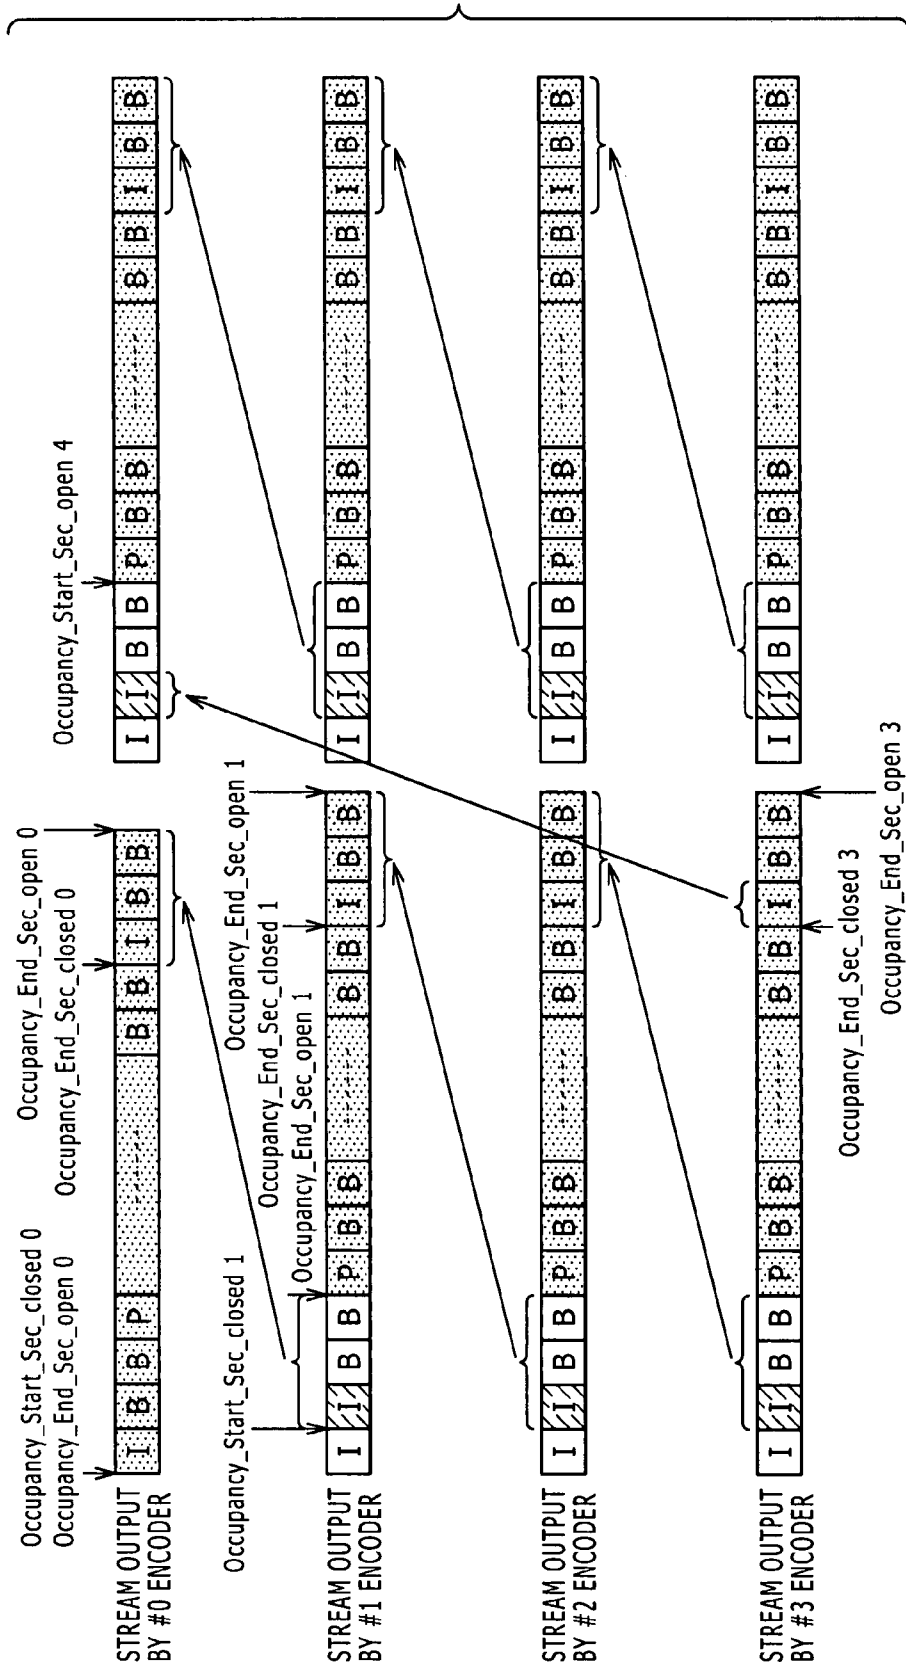 Occupancy_Start_Sec_closed 0
Occupancy_End_Sec_open 0
Occupancy_End_Sec_open 0
Occupancy_End_Sec_closed 0
Occupancy_Start_Sec_open 4
STREAM OUTPUT
BY #0 ENCODER
I B B P ------ B B I B B
I I B B P B B ----- B B I B B
Occupancy_Start_Sec_closed 1
Occupancy_End_Sec_open 1
Occupancy_End_Sec_closed 1
Occupancy_End_Sec_open 1
STREAM OUTPUT
BY #1 ENCODER
I I B B P B B ----- B B I B B
I I B B P B B ----- B B I B B
STREAM OUTPUT
BY #2 ENCODER
I I B B P B B ----- B B I B B
I I B B P B B ----- B B I B B
STREAM OUTPUT
BY #3 ENCODER
I I B B P B B ----- B B I B B
I I B B P B B ----- B B I B B
Occupancy_End_Sec_closed 3
Occupancy_End_Sec_open 3